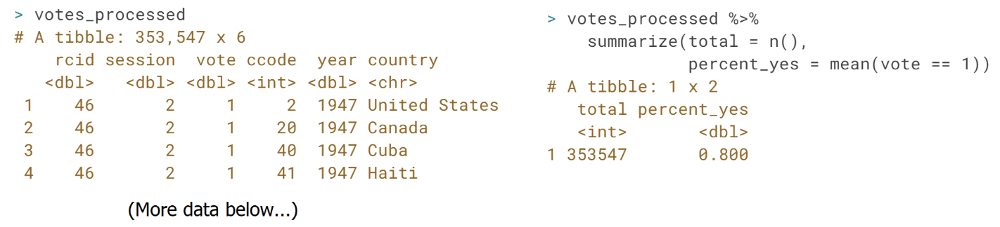 > votes_processed
# A tibble: 353,547 x 6
rcid session vote ccode year country
<dbl> <dbl> <dbl> <int> <dbl> <chr>
1 46 2 1 2 1947 United States
2 46 2 1 20 1947 Canada
3 46 2 1 40 1947 Cuba
4 46 2 1 41 1947 Haiti
(More data below...)
> votes_processed %>%
summarize(total = n(),
percent_yes = mean(vote == 1))
# A tibble: 1 x 2
total percent_yes
<int> <dbl>
1 353547 0.800